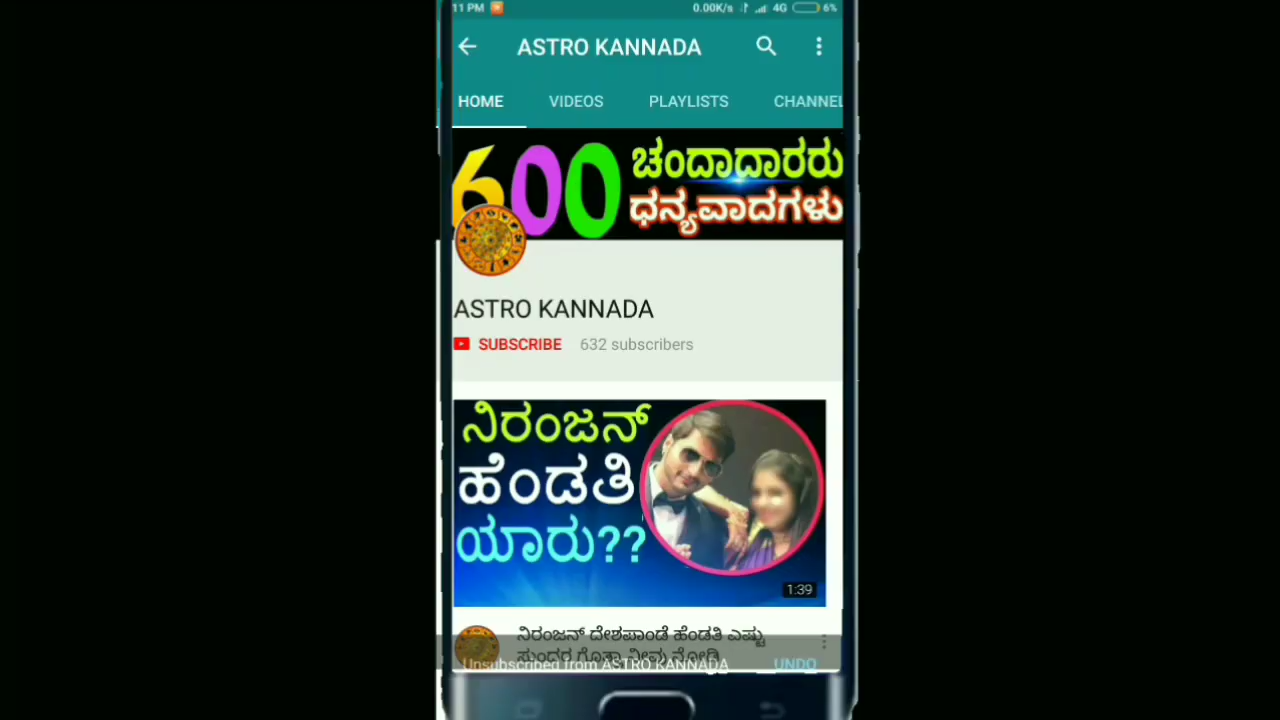 11 PM 0.00K/s 4G 6%
ASTRO KANNADA
HOME VIDEOS PLAYLISTS CHANNEL
600 ಚಂದಾದಾರರು
ಧನ್ಯವಾದಗಳು
ASTRO KANNADA
SUBSCRIBE 632 subscribers
ನಿರಂಜನ್
ಹೆಂಡತಿ
ಯಾರು??
1:39
ನಿರಂಜನ್ ದೇಶಪಾಂಡೆ ಹೆಂಡತಿ ಎಷ್ಟು
ಸುಂದರ ಗೊತ್ತಾ ನೀವು ನೋಡಿ
Unsubscribed from ASTRO KANNADA UNDO